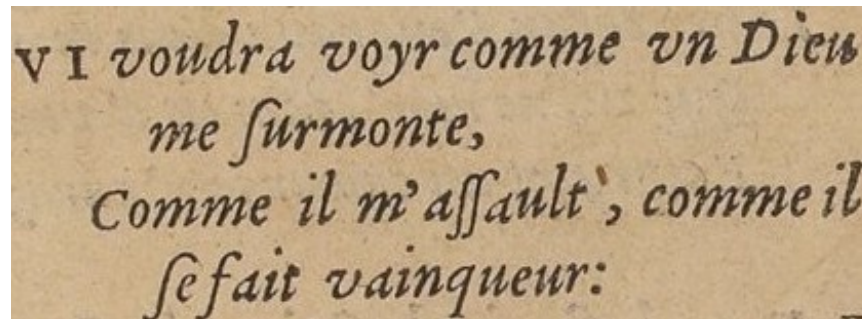 VI voudra voyr comme vn Dieu
me ſurmonte,
Comme il m'aſſault, comme il
ſe fait vainqueur: